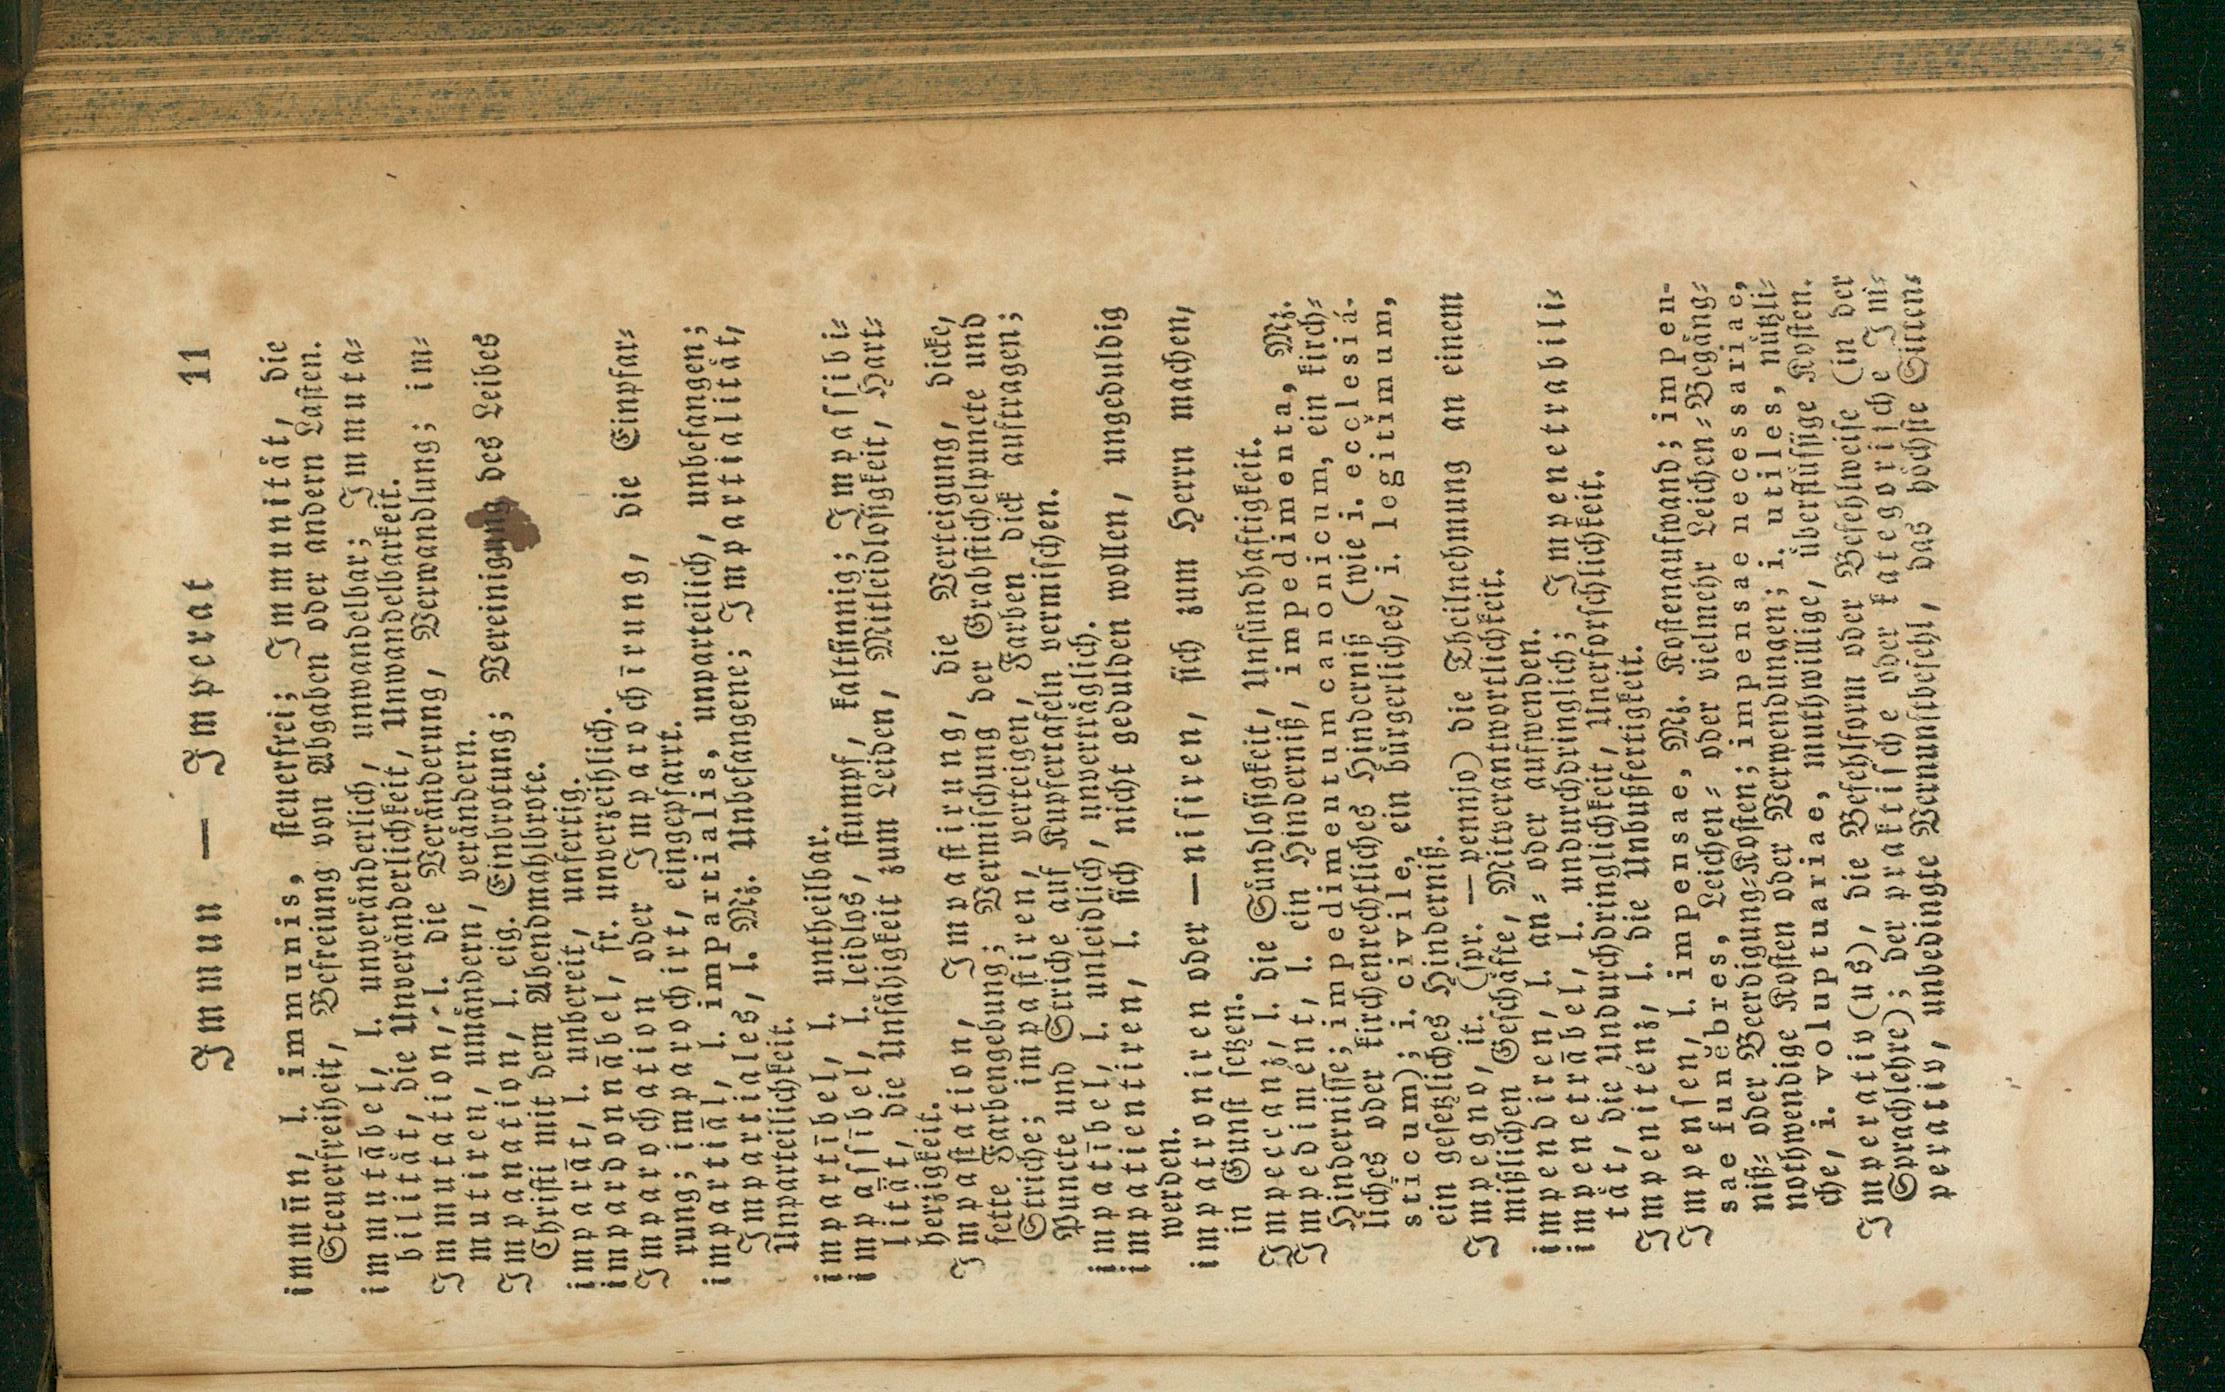 Immun — Imperat 11
immūn, l. immunis, steuerfrei; Immunität, die
Steuerfreiheit, Befreiung von Abgaben oder andern Lasten.
immutābel, l. unveränderlich, unwandelbar; Immuta-
bilität, die Unveränderlichkeit, Unwandelbarkeit.
Immutation, l. die Veränderung, Verwandlung; im-
mutiren, umändern, verändern.
Impanation, l. eig. Einbrotung; Vereinigung des Leibes
Christi mit dem Abendmahlbrote.
imparāt, l. unbereit, unfertig.
impardonnābel, fr. unverzeihlich.
Imparochation oder Imparochīrung, die Einpfar-
rung; imparochirt, eingepfarrt.
impartiāl, l. impartialis, unparteilich, unbefangen;
Impartiales, l. Mz. Unbefangene; Impartialität,
Unparteilichkeit.
impartībel, l. untheilbar.
impassībel, l. leidlos, stumpf, kaltsinnig; Impassibi-
lität, die Unfähigkeit zum Leiden, Mitleidlosigkeit, Hart-
herzigkeit.
Impastation, Impastirung, die Verteigung, dicke,
fette Farbengebung; Vermischung der Grabstichelpuncte und
Striche; impastiren, verteigen, Farben dick auftragen;
Puncte und Striche auf Kupfertafeln vermischen.
impatībel, l. unleidlich, unverträglich.
impatientiren, l. sich nicht gedulden wollen, ungeduldig
werden.
impatroniren oder —nisiren, sich zum Herrn machen,
in Gunst setzen.
Impeccanz, l. die Sündlosigkeit, Unsündhaftigkeit.
Impedimént, l. ein Hinderniß, impedimenta, Mz.
Hindernisse; impedimentum canonicum, ein kirch-
liches oder kirchenrechtliches Hinderniß (wie i. ecclesiá-
stĭcum); i. civile, ein bürgerliches, i. legitĭmum,
ein gesetzliches Hinderniß.
Impegno, it. (spr. —pennjo) die Theilnehmung an einem
mißlichen Geschäfte, Mitverantwortlichkeit.
impendiren, l. an- oder aufwenden.
impenetrābel, l. undurchdringlich; Impenetrabili-
tät, die Undurchdringlichkeit, Unerforschlichkeit.
Impeniténz, l. die Unbußfertigkeit.
Impensen, l. impensae, Mz. Kostenaufwand; impen-
sae funĕbres, Leichen- oder vielmehr Leichen-Begäng-
niß- oder Beerdigung-Kosten; impensae necessariae,
nothwendige Kosten oder Verwendungen; i. utiles, nützli-
che, i. voluptuariae, muthwillige, überflüssige Kosten.
Imperativ(us), die Befehlform oder Befehlweise (in der
Sprachlehre); der praktische oder kategorische Im-
perativ, unbedingte Vernunftbefehl, das höchste Sitten-